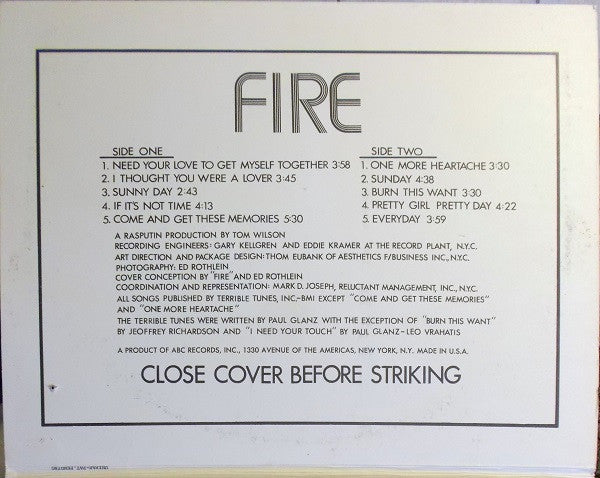 FIRE
SIDE ONE
1. NEED YOUR LOVE TO GET MYSELF TOGETHER 3:58
2. I THOUGHT YOU WERE A LOVER 3:45
3. SUNNY DAY 2:43
4. IF IT'S NOT TIME 4:13
5. COME AND GET THESE MEMORIES 5:30
SIDE TWO
1. ONE MORE HEARTACHE 3:30
2. SUNDAY 4:38
3. BURN THIS WANT 3:30
4. PRETTY GIRL PRETTY DAY 4:22
5. EVERYDAY 3:59
A RASPUTIN PRODUCTION BY TOM WILSON
RECORDING ENGINEERS: GARY KELLGREN AND EDDIE KRAMER AT THE RECORD PLANT, N.Y.C.
ART DIRECTION AND PACKAGE DESIGN: THOM EUBANK OF AESTHETICS F/BUSINESS INC., N.Y.C.
PHOTOGRAPHY: ED ROTHLEIN
COVER CONCEPTION BY "FIRE" AND ED ROTHLEIN
COORDINATION AND REPRESENTATION: MARK D. JOSEPH, RELUCTANT MANAGEMENT, INC., N.Y.C.
ALL SONGS PUBLISHED BY TERRIBLE TUNES, INC.–BMI EXCEPT "COME AND GET THESE MEMORIES"
AND "ONE MORE HEARTACHE"
THE TERRIBLE TUNES WERE WRITTEN BY PAUL GLANZ WITH THE EXCEPTION OF "BURN THIS WANT"
BY JEOFFREY RICHARDSON AND "I NEED YOUR TOUCH" BY PAUL GLANZ–LEO VRAHATIS
A PRODUCT OF ABC RECORDS, INC., 1330 AVENUE OF THE AMERICAS, NEW YORK, N.Y. MADE IN U.S.A.
CLOSE COVER BEFORE STRIKING